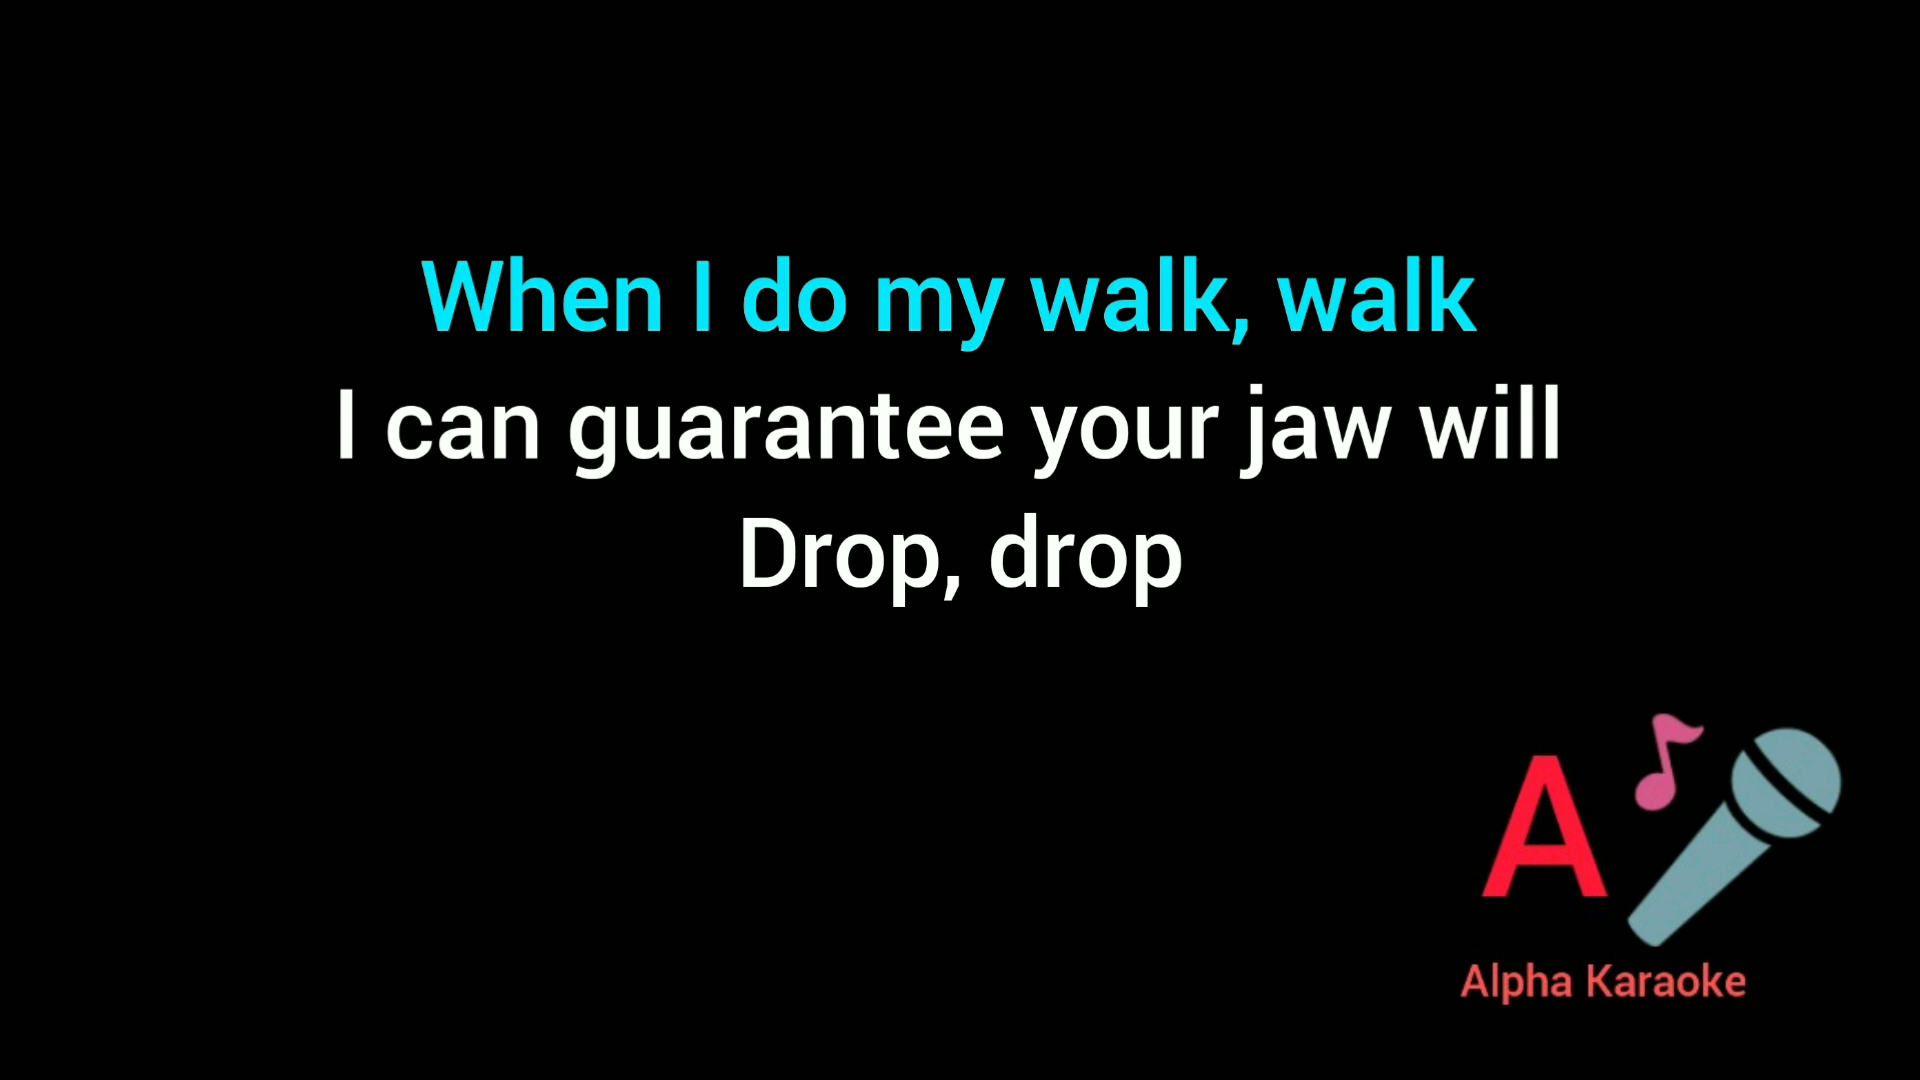 When I do my walk, walk
I can guarantee your jaw will
Drop, drop
A
Alpha Karaoke